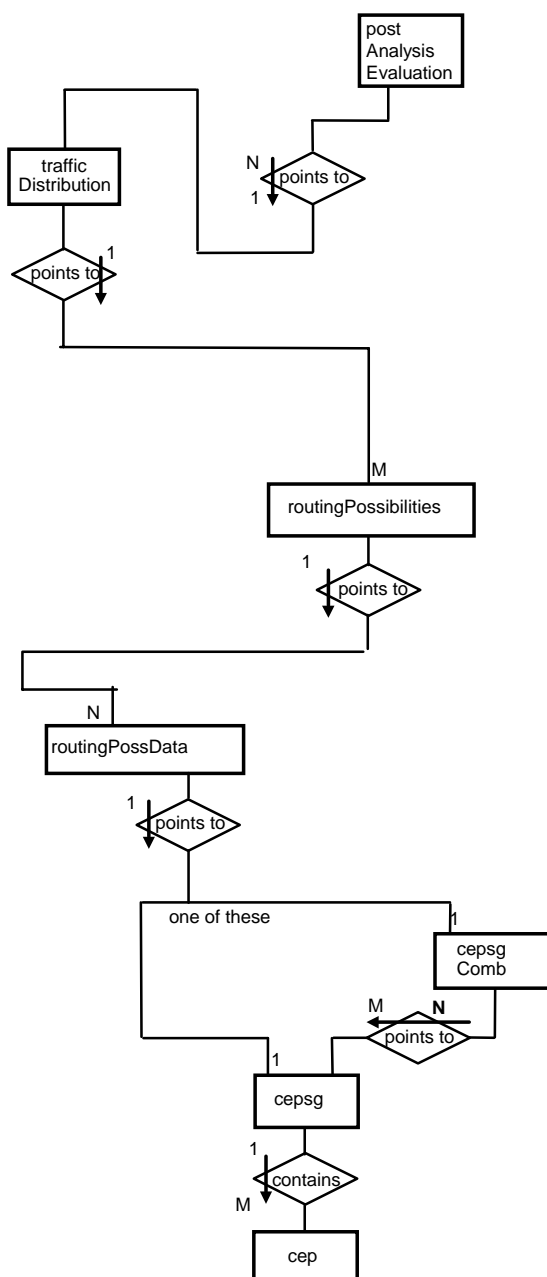 post
Analysis
Evaluation
N
points to
1
traffic
Distribution
1
points to
M
routingPossibilities
1
points to
N
routingPossData
1
points to
one of these
1
cepsg
Comb
M N
points to
1
cepsg
1
contains
M
cep